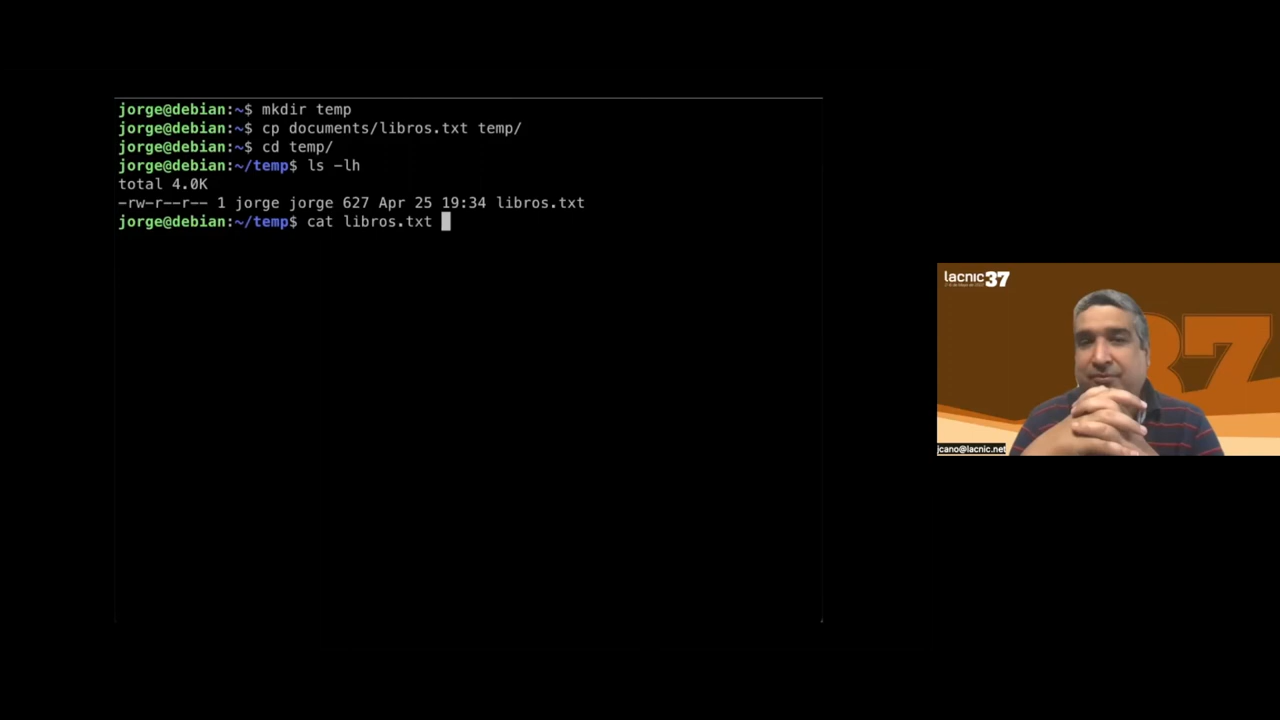 jorge@debian:~$ mkdir temp
jorge@debian:~$ cp documents/libros.txt temp/
jorge@debian:~$ cd temp/
jorge@debian:~/temp$ ls -lh
total 4.0K
-rw-r--r-- 1 jorge jorge 627 Apr 25 19:34 libros.txt
jorge@debian:~/temp$ cat libros.txt
lacnic37
37
jcano@lacnic.net